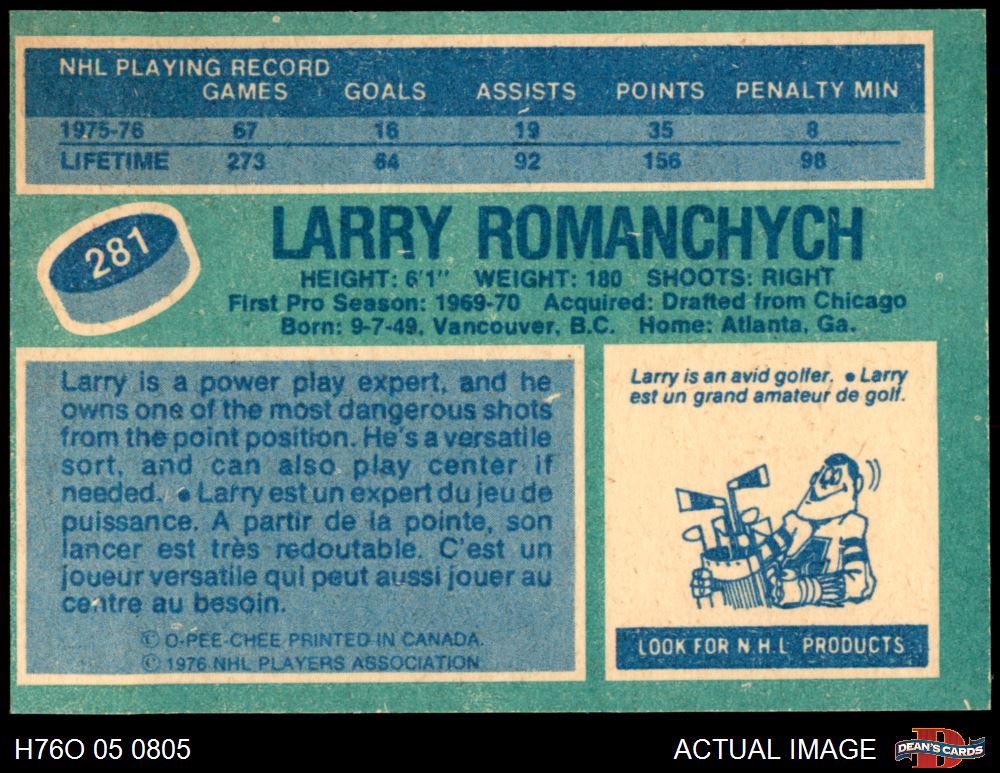 NHL PLAYING RECORD
GAMES GOALS ASSISTS POINTS PENALTY MIN
1975-76 67 16 19 35 8
LIFETIME 273 64 92 156 98
281
LARRY ROMANCHYCH
HEIGHT: 6'1" WEIGHT: 180 SHOOTS: RIGHT
First Pro Season: 1969-70 Acquired: Drafted from Chicago
Born: 9-7-49, Vancouver, B.C. Home: Atlanta, Ga.
Larry is a power play expert, and he
owns one of the most dangerous shots
from the point position. He's a versatile
sort, and can also play center if
needed. ● Larry est un expert du jeu de
puissance. A partir de la pointe, son
lancer est très redoutable. C'est un
joueur versatile qui peut aussi jouer au
centre au besoin.
© O-PEE-CHEE PRINTED IN CANADA.
© 1976 NHL PLAYERS ASSOCIATION
Larry is an avid golfer. ● Larry
est un grand amateur de golf.
LOOK FOR N.H.L. PRODUCTS
H76O 05 0805
ACTUAL IMAGE
D
DEAN'S CARDS